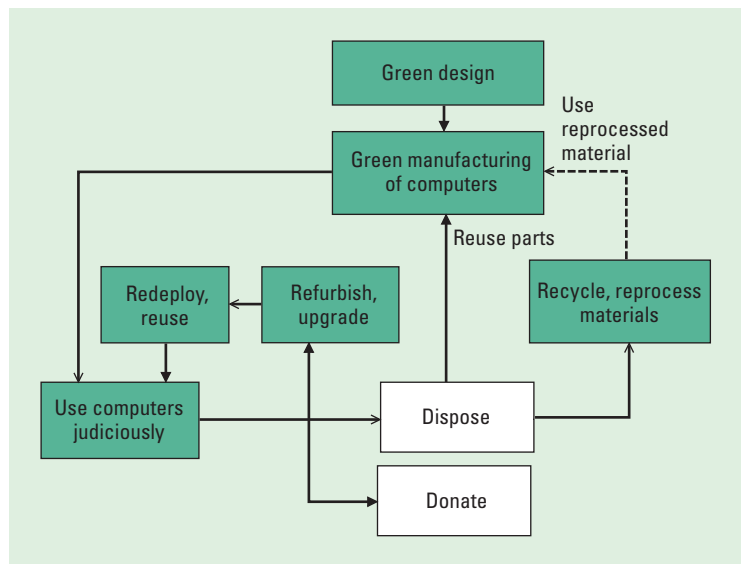 Green design
Use
reprocessed
material
Green manufacturing
of computers
Reuse parts
Redeploy,
reuse
Refurbish,
upgrade
Recycle, reprocess
materials
Use computers
judiciously
Dispose
Donate